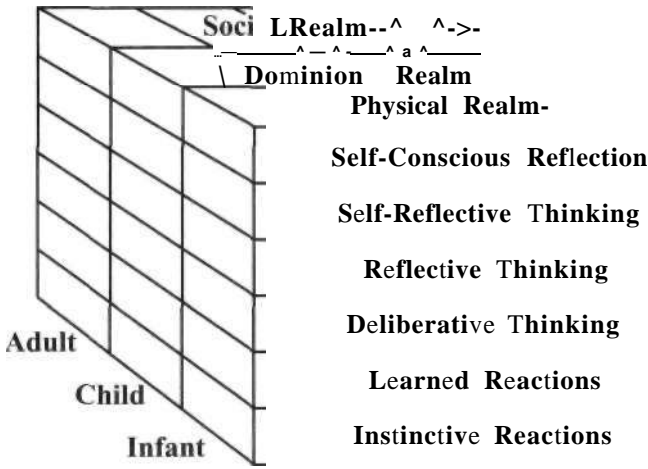 Soci LRealm--^ ^->-
\ Dominion Realm
Physical Realm-
Self-Conscious Reflection
Self-Reflective Thinking
Reflective Thinking
Deliberative Thinking
Learned Reactions
Instinctive Reactions
Adult
Child
Infant